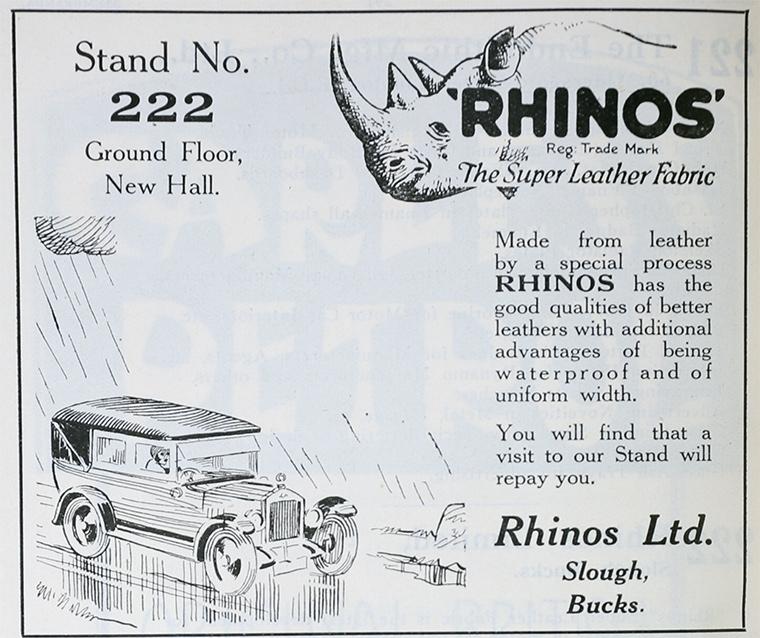 Stand No.
222
Ground Floor,
New Hall.
'RHINOS'
Reg: Trade Mark
The Super Leather Fabric
Made from leather
by a special process
RHINOS has the
good qualities of better
leathers with additional
advantages of being
waterproof and of
uniform width.
You will find that a
visit to our Stand will
repay you.
Rhinos Ltd.
Slough,
Bucks.